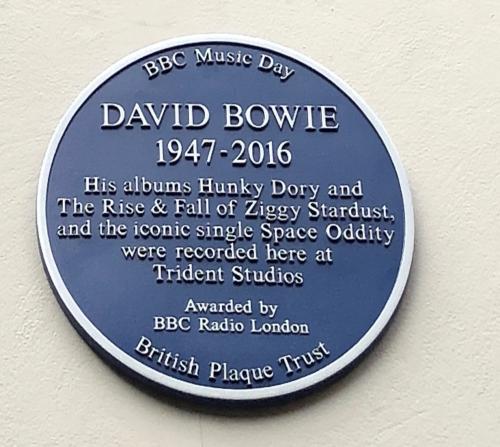 BBC Music Day
DAVID BOWIE
1947-2016
His albums Hunky Dory and
The Rise & Fall of Ziggy Stardust,
and the iconic single Space Oddity
were recorded here at
Trident Studios
Awarded by
BBC Radio London
British Plaque Trust